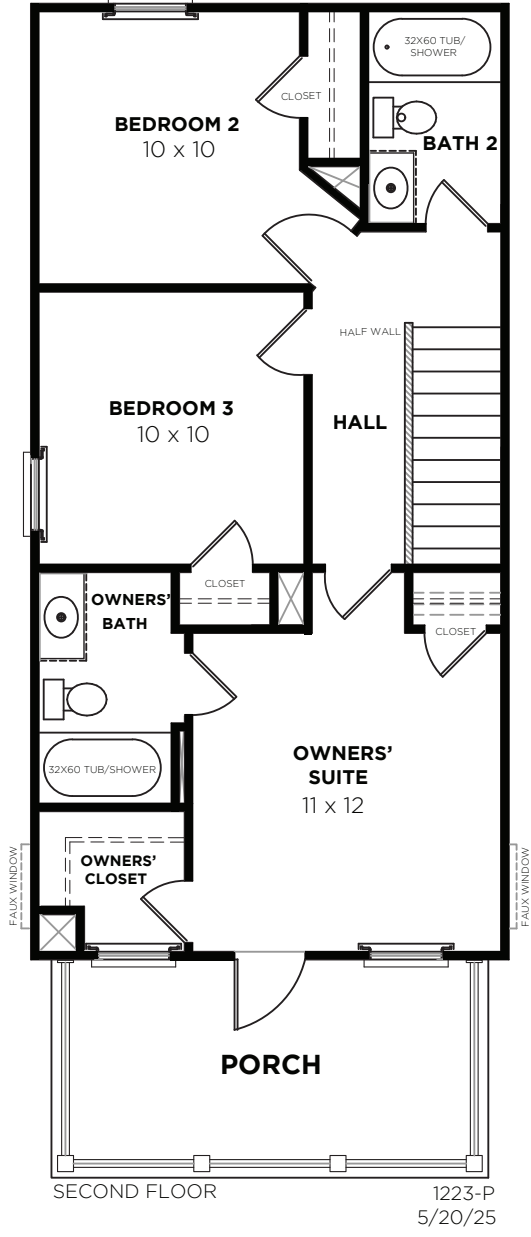 32X60 TUB/
SHOWER
CLOSET
BEDROOM 2
10 x 10
BATH 2
HALF WALL
BEDROOM 3
10 x 10
HALL
CLOSET
OWNERS'
BATH
CLOSET
32X60 TUB/SHOWER
OWNERS'
SUITE
11 x 12
OWNERS'
CLOSET
FAUX WINDOW
FAUX WINDOW
PORCH
SECOND FLOOR
1223-P
5/20/25